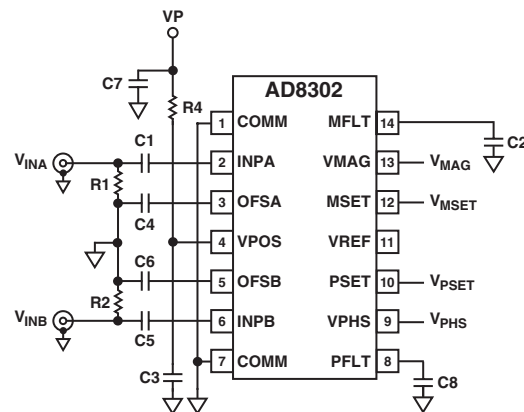 VP
C7
R4
AD8302
1 COMM MFLT 14
C2
VINA
C1
2 INPA VMAG 13 VMAG
R1
3 OFSA MSET 12 VMSET
C4
4 VPOS VREF 11
C6
5 OFSB PSET 10 VPSET
R2
VINB
6 INPB VPHS 9 VPHS
C5
7 COMM PFLT 8
C3
C8